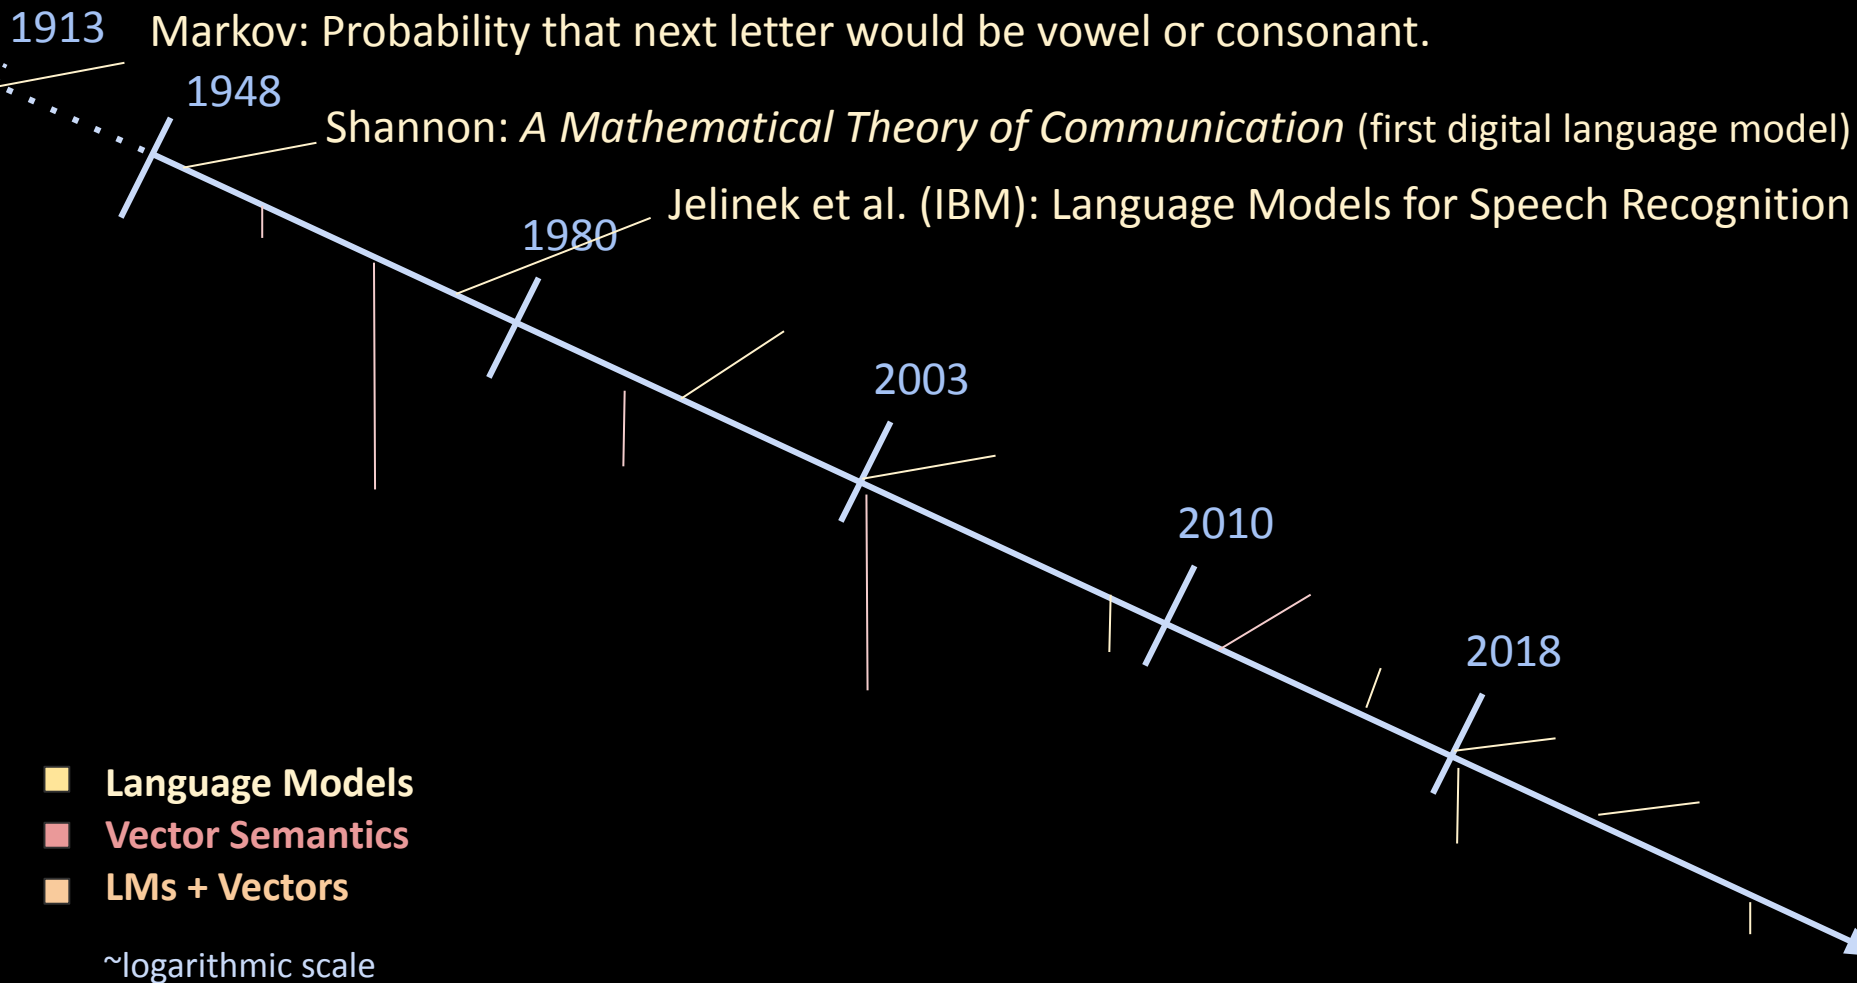 1913 Markov: Probability that next letter would be vowel or consonant.
1948
Shannon: A Mathematical Theory of Communication (first digital language model)
Jelinek et al. (IBM): Language Models for Speech Recognition
1980
2003
2010
2018
Language Models
Vector Semantics
LMs + Vectors
~logarithmic scale